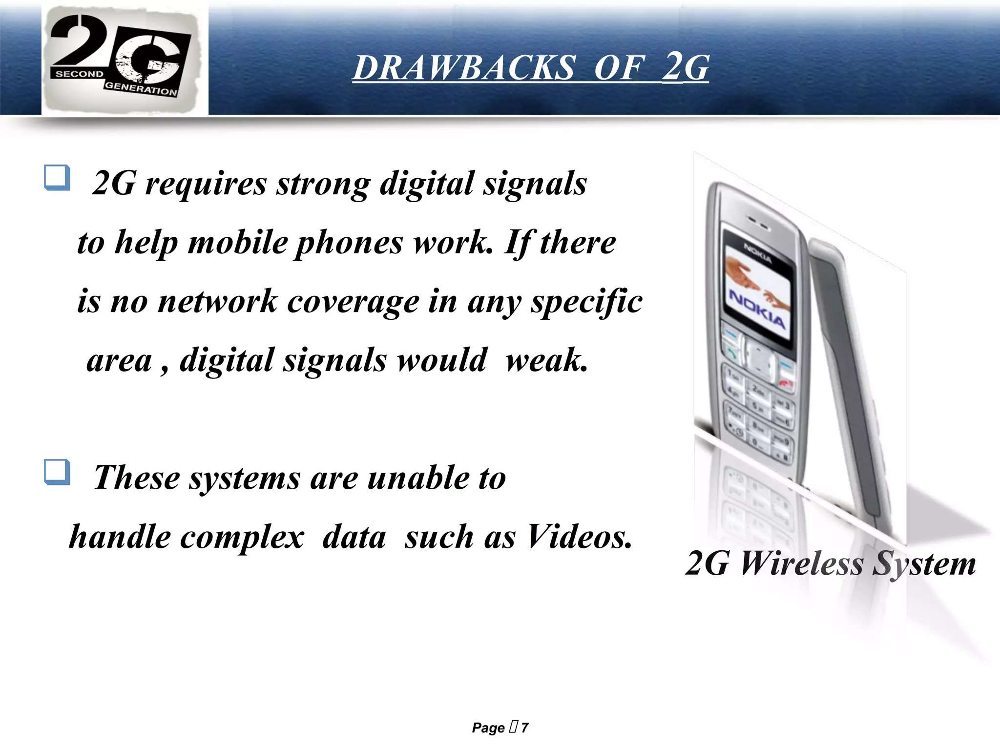 2G
SECOND
GENERATION
DRAWBACKS OF 2G
2G requires strong digital signals
to help mobile phones work. If there
is no network coverage in any specific
area , digital signals would weak.
These systems are unable to
handle complex data such as Videos.
NOKIA
NOKIA
2G Wireless System
Page 7